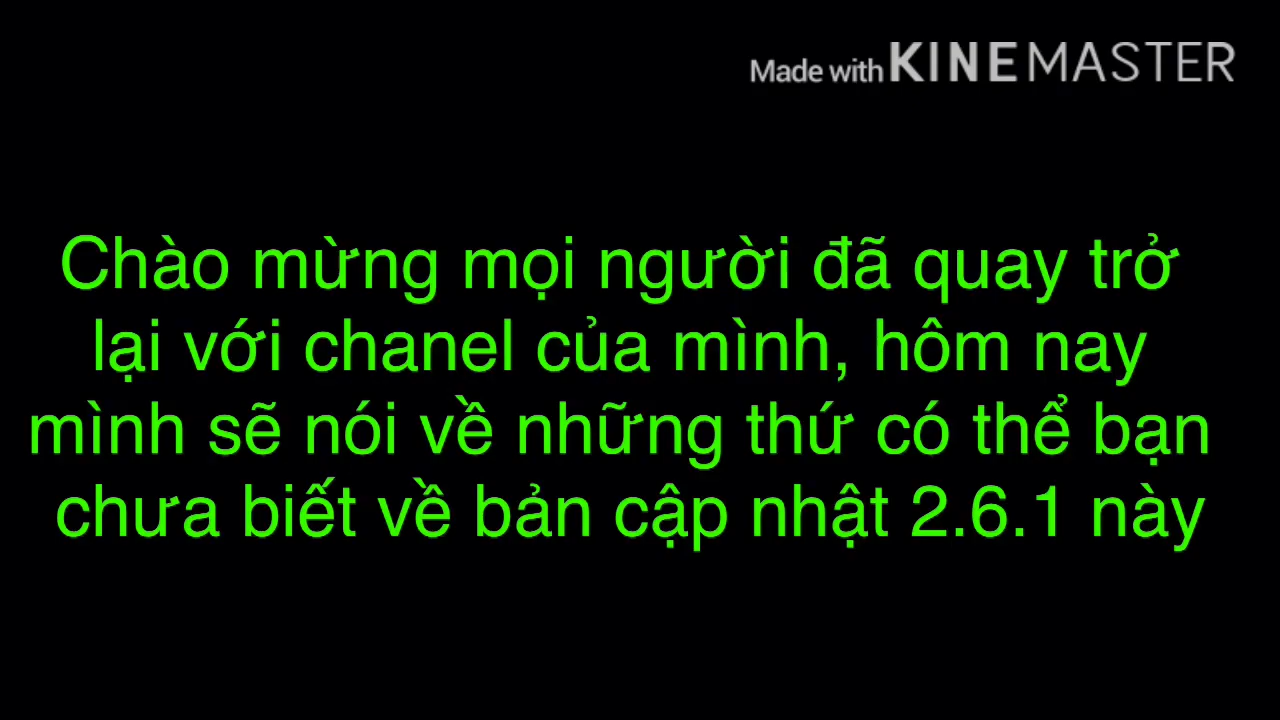 Made with KINEMASTER
Chào mừng mọi người đã quay trở
lại với chanel của mình, hôm nay
mình sẽ nói về những thứ có thể bạn
chưa biết về bản cập nhật 2.6.1 này